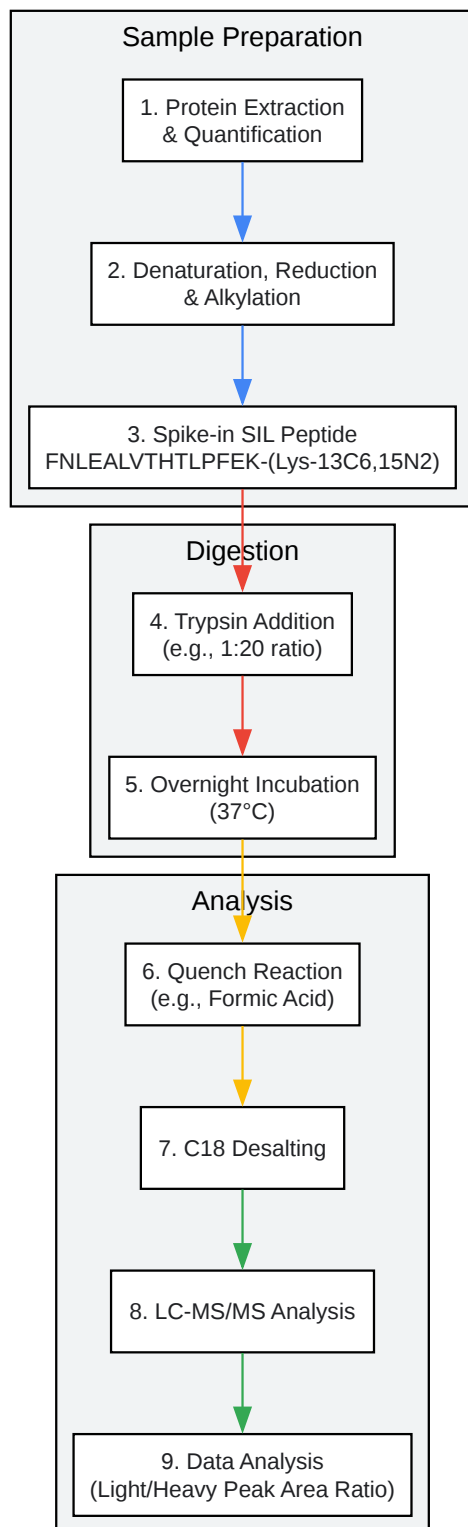 Sample Preparation
1. Protein Extraction
& Quantification
2. Denaturation, Reduction
& Alkylation
3. Spike-in SIL Peptide
FNLEALVTHTLPFEK-(Lys-13C6,15N2)
Digestion
4. Trypsin Addition
(e.g., 1:20 ratio)
5. Overnight Incubation
(37°C)
Analysis
6. Quench Reaction
(e.g., Formic Acid)
7. C18 Desalting
8. LC-MS/MS Analysis
9. Data Analysis
(Light/Heavy Peak Area Ratio)